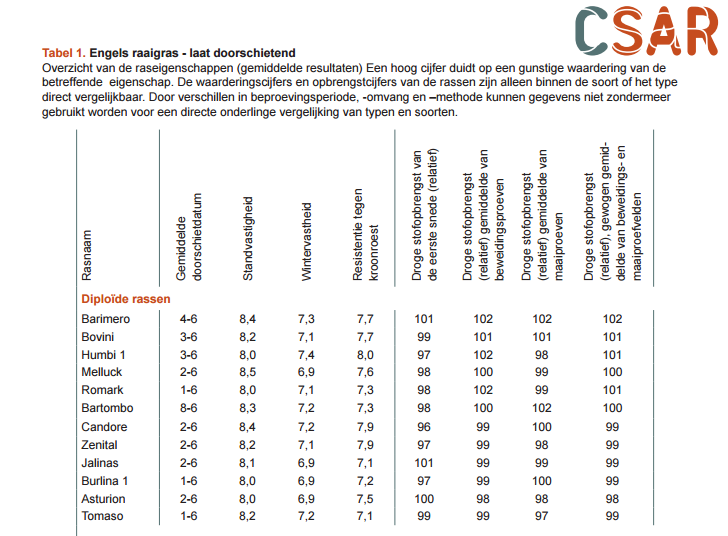 CSAR
Tabel 1. Engels raaigras - laat doorschietend
Overzicht van de raseigenschappen (gemiddelde resultaten) Een hoog cijfer duidt op een gunstige waardering van de
betreffende eigenschap. De waarderingscijfers en opbrengstcijfers van de rassen zijn alleen binnen de soort of het type
direct vergelijkbaar. Door verschillen in beproevingsperiode, -omvang en –methode kunnen gegevens niet zondermeer
gebruikt worden voor een directe onderlinge vergelijking van typen en soorten.
Rasnaam
Gemiddelde
doorschietdatum
Standvastigheid
Wintervastheid
Resistentie tegen
kroonroest
Droge stofopbrengst van
de eerste snede (relatief)
Droge stofopbrengst
(relatief) gemiddelde van
beweidingsproeven
Droge stofopbrengst
(relatief) gemiddelde van
maaiproeven
Droge stofopbrengst
(relatief), gewogen gemid-
delde van beweidings- en
maaiproefvelden
Diploïde rassen
Barimero 4-6 8,4 7,3 7,7 101 102 102 102
Bovini 3-6 8,2 7,1 7,7 99 101 101 101
Humbi 1 3-6 8,0 7,4 8,0 97 102 98 101
Melluck 2-6 8,5 6,9 7,6 98 100 99 100
Romark 1-6 8,0 7,1 7,3 98 102 99 101
Bartombo 8-6 8,3 7,2 7,3 98 100 102 100
Candore 2-6 8,4 7,2 7,9 96 99 100 99
Zenital 2-6 8,2 7,1 7,9 97 99 98 99
Jalinas 2-6 8,1 6,9 7,1 101 99 99 99
Burlina 1 1-6 8,0 6,9 7,2 97 99 100 99
Asturion 2-6 8,0 6,9 7,5 100 98 98 98
Tomaso 1-6 8,2 7,2 7,1 99 99 97 99